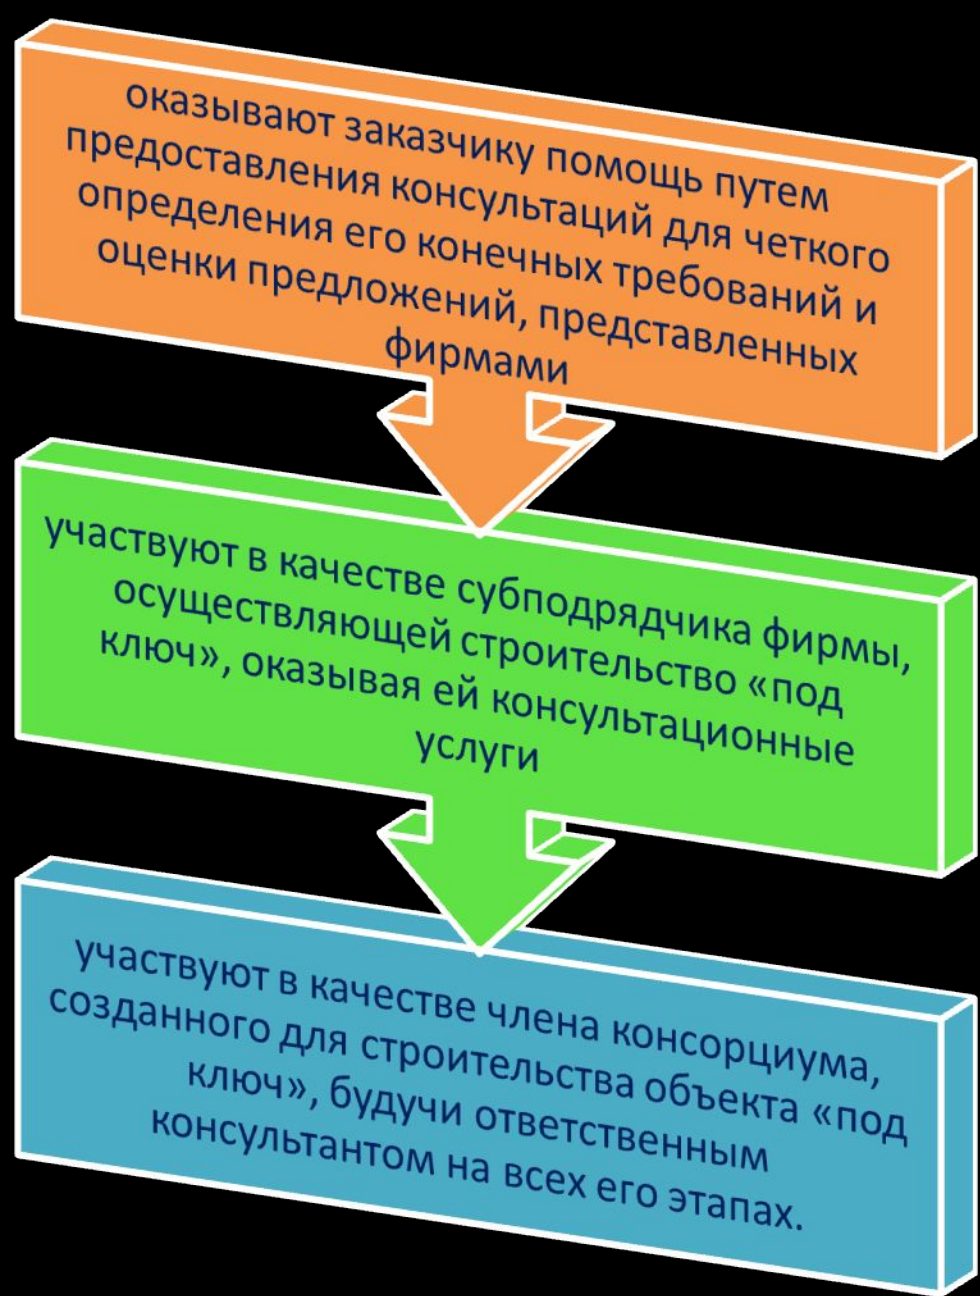 оказывают заказчику помощь путем
предоставления консультаций для четкого
определения его конечных требований и
оценки предложений, представленных
фирмами
участвуют в качестве субподрядчика фирмы,
осуществляющей строительство «под
ключ», оказывая ей консультационные
услуги
участвуют в качестве члена консорциума,
созданного для строительства объекта «под
ключ», будучи ответственным
консультантом на всех его этапах.